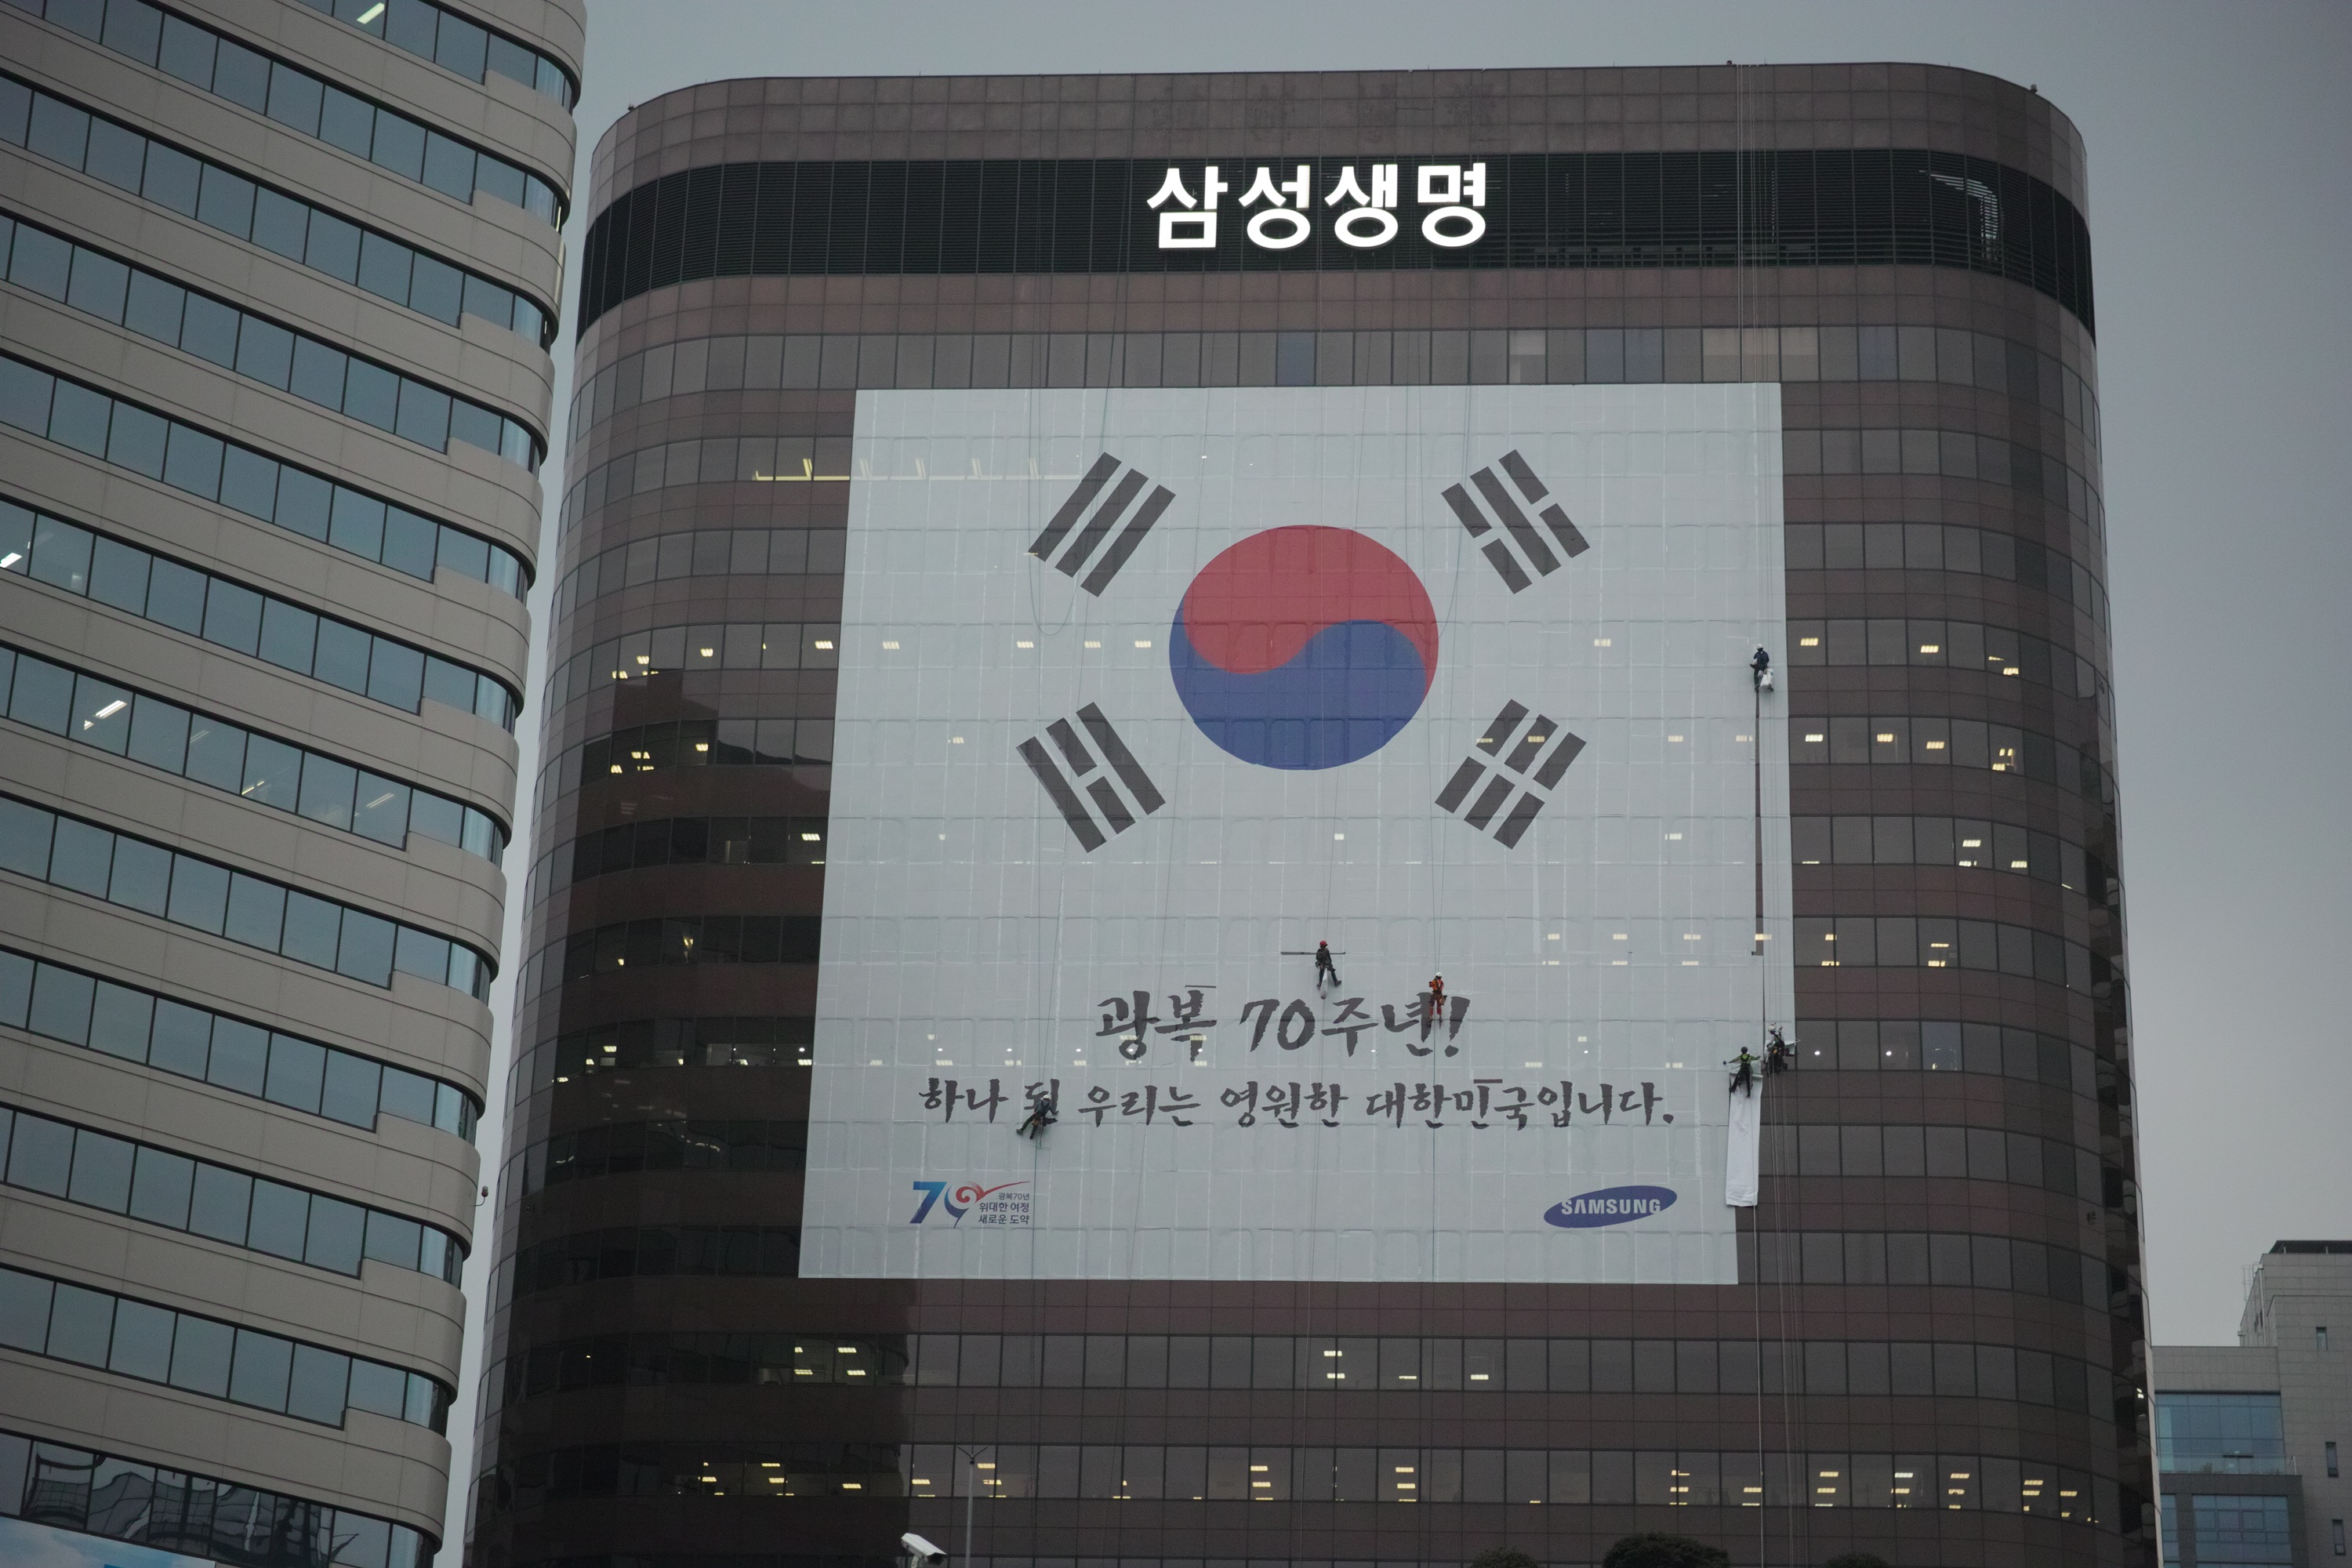 삼성생명
광복 70주년!
하나 된 우리는 영원한 대한민국입니다.
70
광복70년
위대한 여정
새로운 도약
SAMSUNG